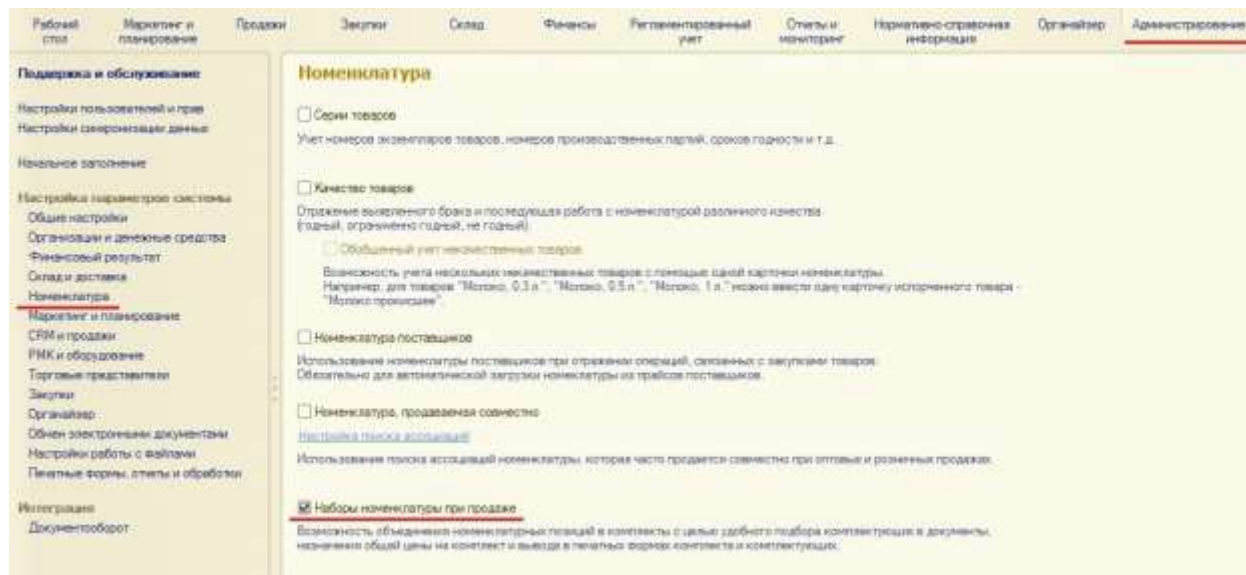 Рабочий стол
Маркетинг и планирование
Продажи
Закупки
Склад
Финансы
Регламентированный учет
Отчеты и мониторинг
Нормативно-справочная информация
Органайзер
Администрирование
Поддержка и обслуживание
Настройки пользователей и прав
Настройки синхронизации данных
Начальное заполнение
Настройка параметров системы
Общие настройки
Организации и денежные средства
Финансовый результат
Склад и доставка
Номенклатура
Маркетинг и планирование
CRM и продажи
РМК и оборудование
Торговые представители
Закупки
Органайзер
Обмен электронными документами
Настройки работы с файлами
Печатные формы, отчеты и обработки
Интеграция
Документооборот
Номенклатура
Серии товаров
Учет номеров экземпляров товаров, номеров производственных партий, сроков годности и т.д.
Качество товаров
Отражение выявленного брака и последующая работа с номенклатурой различного качества
(годный, ограниченно годный, не годный).
Обобщенный учет некачественных товаров
Возможность учета нескольких некачественных товаров с помощью одной карточки номенклатуры.
Например, для товаров "Молоко, 0.3 л.", "Молоко, 0.5 л.", "Молоко, 1 л." можно ввести одну карточку испорченного товара -
"Молоко прокисшее".
Номенклатура поставщиков
Использование номенклатуры поставщиков при отражении операций, связанных с закупками товаров.
Обязательно для автоматической загрузки номенклатуры из прайсов поставщиков.
Номенклатура, продаваемая совместно
Настройка поиска ассоциаций
Использование поиска ассоциаций номенклатуры, которая часто продается совместно при оптовых и розничных продажах.
Наборы номенклатуры при продаже
Возможность объединения номенклатурных позиций в комплекты с целью удобного подбора комплектующих в документы,
назначения общей цены на комплект и вывода в печатных формах комплекта и комплектующих.